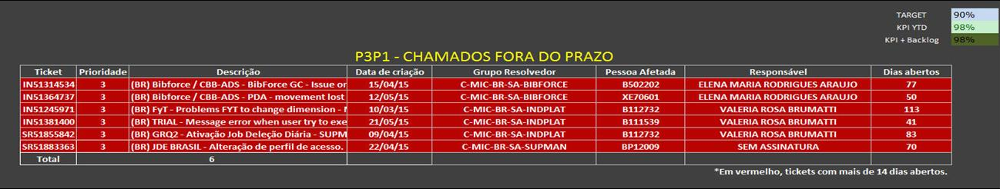 TARGET 90%
KPI YTD 98%
KPI + Backlog 98%
P3P1 - CHAMADOS FORA DO PRAZO
Ticket Prioridade Descrição Data de criação Grupo Resolvedor Pessoa Afetada Responsável Dias abertos
IN51314534 3 (BR) Bibforce / CBB-ADS - BibForce GC - Issue or 15/04/15 C-MIC-BR-SA-BIBFORCE B502202 ELENA MARIA RODRIGUES ARAUJO 77
IN51364737 3 (BR) Bibforce / CBB-ADS - PDA - movement lost 12/05/15 C-MIC-BR-SA-BIBFORCE XE70601 ELENA MARIA RODRIGUES ARAUJO 50
IN51245971 3 (BR) FyT - Problems FYT to change dimension - 10/03/15 C-MIC-BR-SA-INDPLAT B112732 VALERIA ROSA BRUMATTI 113
IN51381400 3 (BR) TRIAL - Message error when user try to exe 21/05/15 C-MIC-BR-SA-INDPLAT B111539 VALERIA ROSA BRUMATTI 41
SR51855842 3 (BR) GRQ2 - Ativação Job Deleção Diária - SUPM 09/04/15 C-MIC-BR-SA-INDPLAT B112732 VALERIA ROSA BRUMATTI 83
SR51883363 3 (BR) JDE BRASIL - Alteração de perfil de acesso. 22/04/15 C-MIC-BR-SA-SUPMAN BP12009 SEM ASSINATURA 70
Total 6
*Em vermelho, tickets com mais de 14 dias abertos.